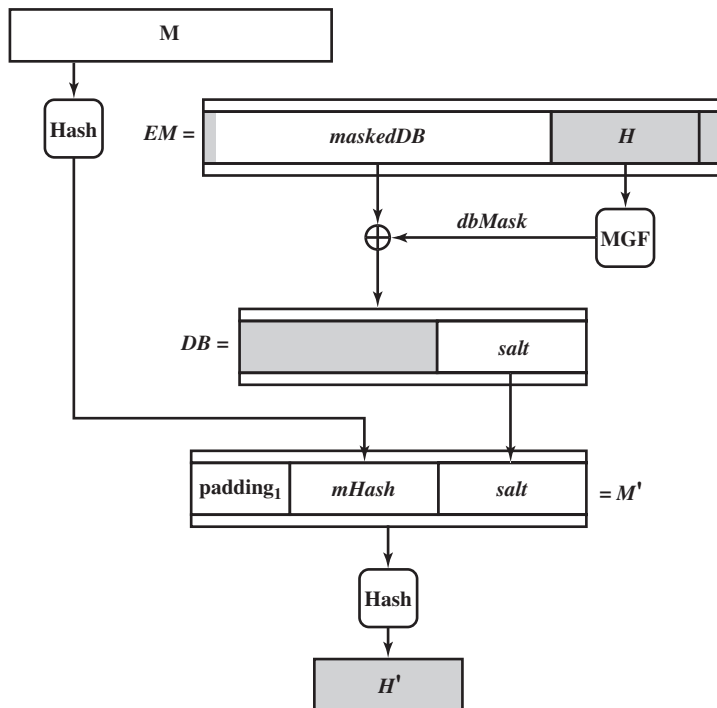 M
Hash
EM =
maskedDB
H
dbMask
MGF
DB =
salt
padding₁
mHash
salt
= M'
Hash
H'